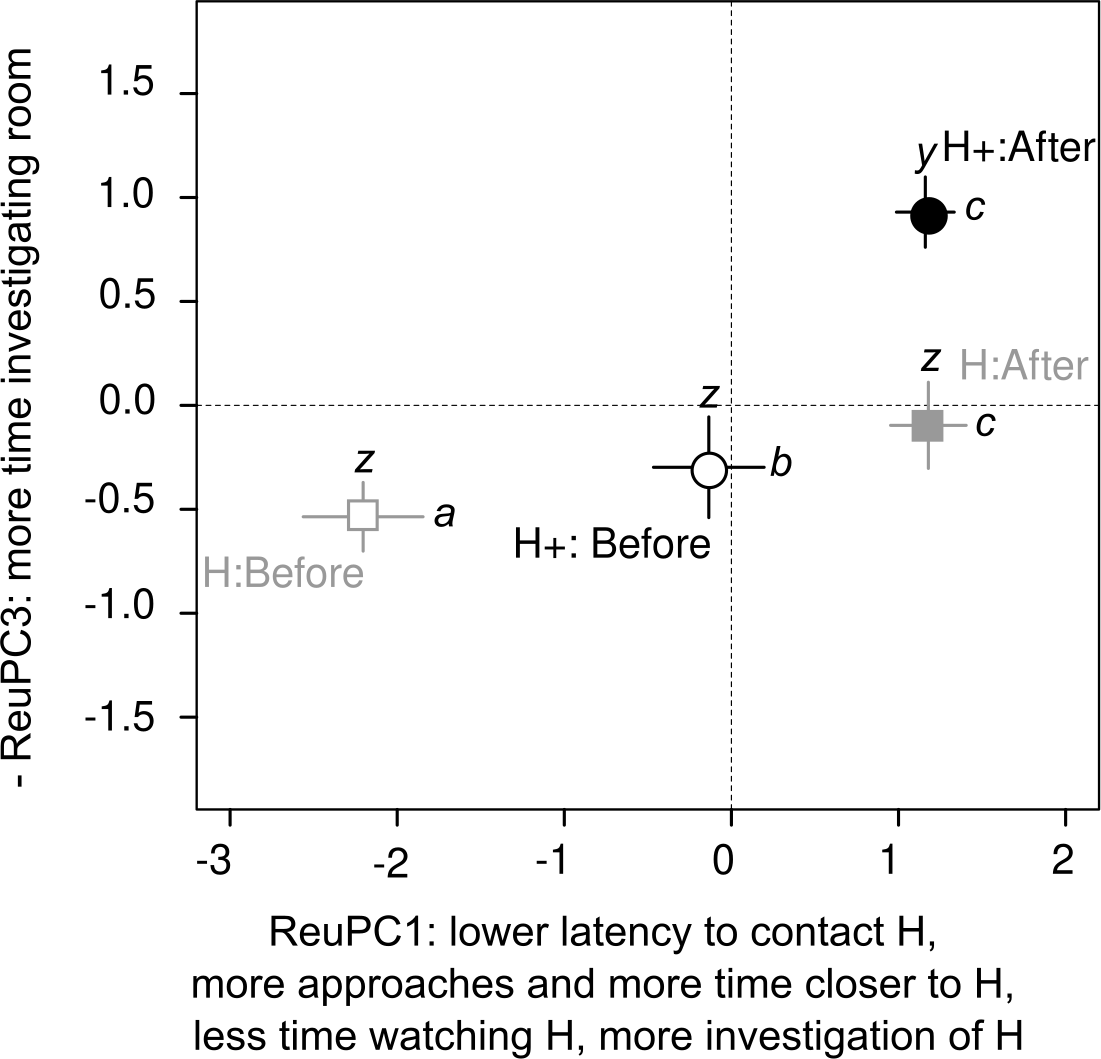 - ReuPC3: more time investigating room
1.5
1.0
0.5
0.0
-0.5
-1.0
-1.5
y H+:After
c
z H:After
c
z
b
H+: Before
z
a
H:Before
-3 -2 -1 0 1 2
ReuPC1: lower latency to contact H,
more approaches and more time closer to H,
less time watching H, more investigation of H